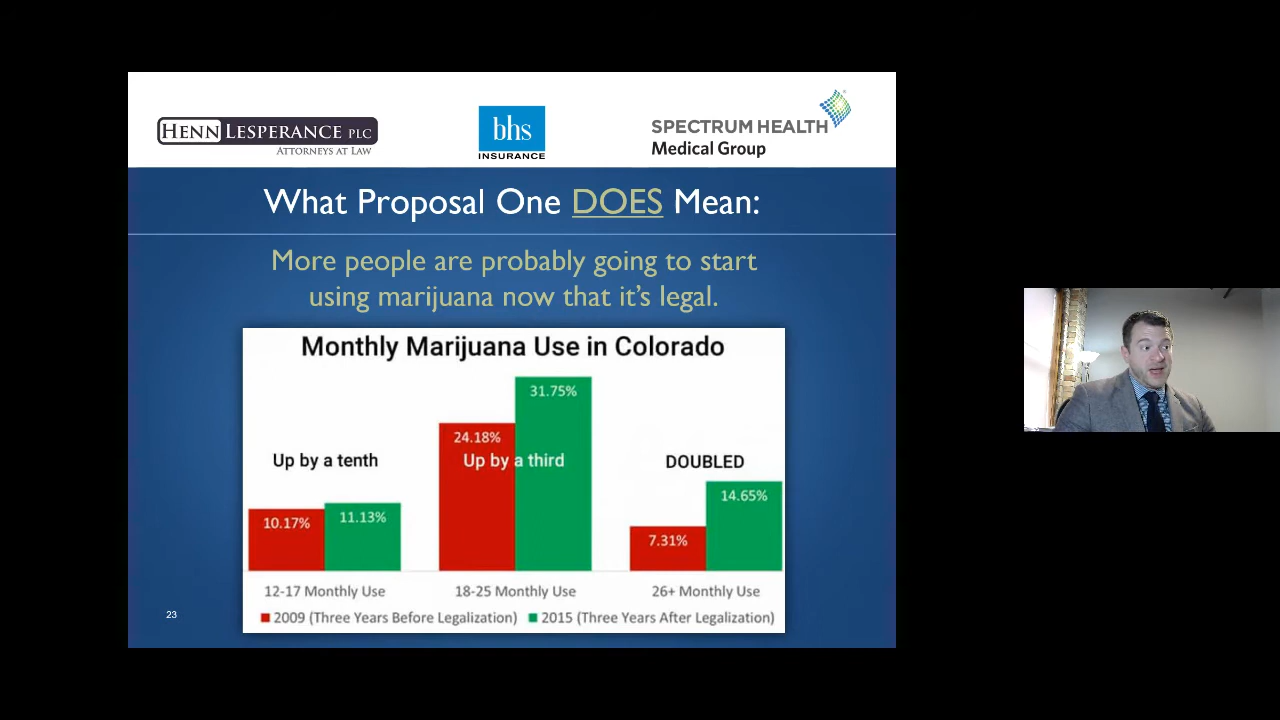 HENN LESPERANCE PLC
ATTORNEYS AT LAW
bhs
INSURANCE
SPECTRUM HEALTH
Medical Group
What Proposal One DOES Mean:
More people are probably going to start
using marijuana now that it's legal.
Monthly Marijuana Use in Colorado
Up by a tenth
10.17%
11.13%
24.18%
31.75%
Up by a third
DOUBLED
7.31%
14.65%
12-17 Monthly Use
18-25 Monthly Use
26+ Monthly Use
2009 (Three Years Before Legalization)
2015 (Three Years After Legalization)
23